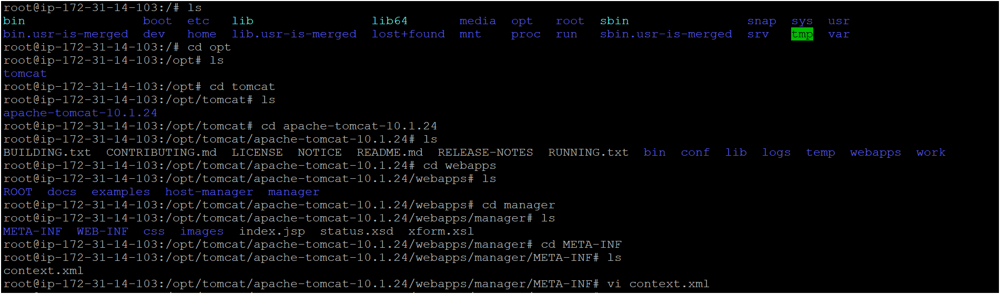 root@ip-172-31-14-103:/# ls
bin boot etc lib lib64 media opt root sbin snap sys usr
bin.usr-is-merged dev home lib.usr-is-merged lost+found mnt proc run sbin.usr-is-merged srv tmp var
root@ip-172-31-14-103:/# cd opt
root@ip-172-31-14-103:/opt# ls
tomcat
root@ip-172-31-14-103:/opt# cd tomcat
root@ip-172-31-14-103:/opt/tomcat# ls
apache-tomcat-10.1.24
root@ip-172-31-14-103:/opt/tomcat# cd apache-tomcat-10.1.24
root@ip-172-31-14-103:/opt/tomcat/apache-tomcat-10.1.24# ls
BUILDING.txt CONTRIBUTING.md LICENSE NOTICE README.md RELEASE-NOTES RUNNING.txt bin conf lib logs temp webapps work
root@ip-172-31-14-103:/opt/tomcat/apache-tomcat-10.1.24# cd webapps
root@ip-172-31-14-103:/opt/tomcat/apache-tomcat-10.1.24/webapps# ls
ROOT docs examples host-manager manager
root@ip-172-31-14-103:/opt/tomcat/apache-tomcat-10.1.24/webapps# cd manager
root@ip-172-31-14-103:/opt/tomcat/apache-tomcat-10.1.24/webapps/manager# ls
META-INF WEB-INF css images index.jsp status.xsd xform.xsl
root@ip-172-31-14-103:/opt/tomcat/apache-tomcat-10.1.24/webapps/manager# cd META-INF
root@ip-172-31-14-103:/opt/tomcat/apache-tomcat-10.1.24/webapps/manager/META-INF# ls
context.xml
root@ip-172-31-14-103:/opt/tomcat/apache-tomcat-10.1.24/webapps/manager/META-INF# vi context.xml